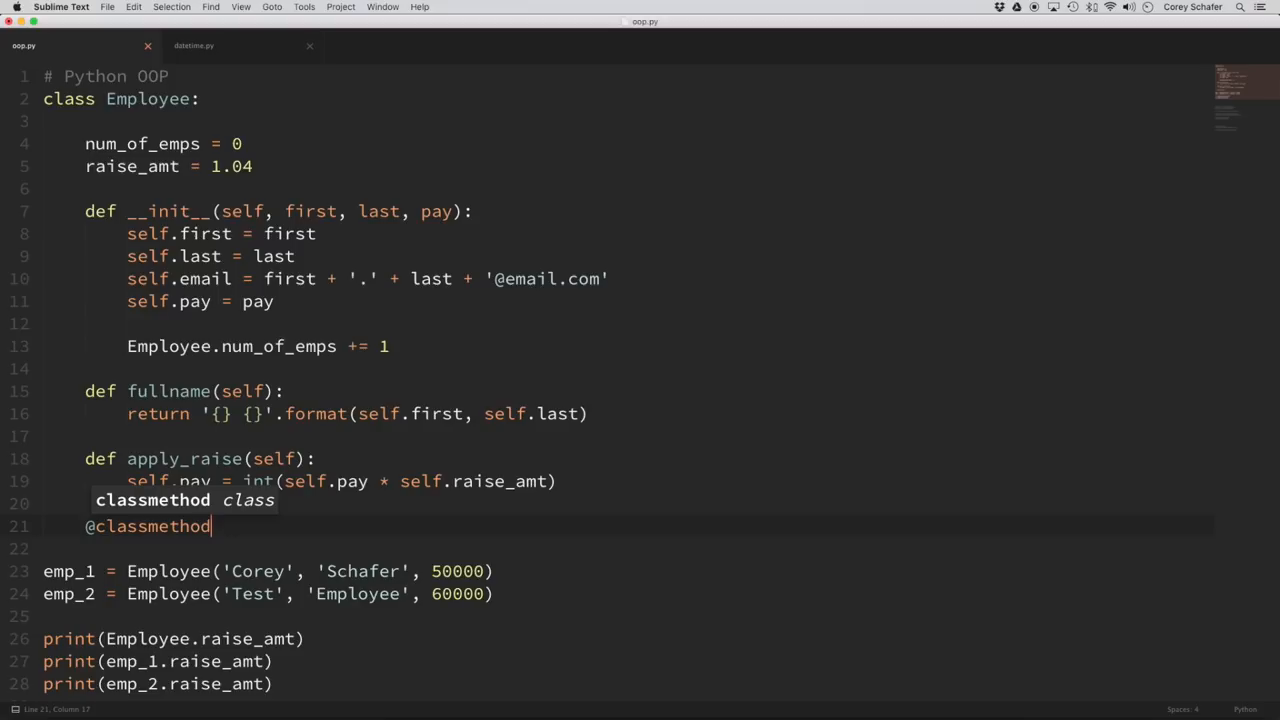 Sublime Text File Edit Selection Find View Goto Tools Project Window Help Corey Schafer
oop.py
oop.py datetime.py
1 # Python OOP
2 class Employee:
3
4 num_of_emps = 0
5 raise_amt = 1.04
6
7 def __init__(self, first, last, pay):
8 self.first = first
9 self.last = last
10 self.email = first + '.' + last + '@email.com'
11 self.pay = pay
12
13 Employee.num_of_emps += 1
14
15 def fullname(self):
16 return '{} {}'.format(self.first, self.last)
17
18 def apply_raise(self):
19 self.pay = int(self.pay * self.raise_amt)
classmethod class
20
21 @classmethod
22
23 emp_1 = Employee('Corey', 'Schafer', 50000)
24 emp_2 = Employee('Test', 'Employee', 60000)
25
26 print(Employee.raise_amt)
27 print(emp_1.raise_amt)
28 print(emp_2.raise_amt)
Line 21, Column 17 Spaces: 4 Python